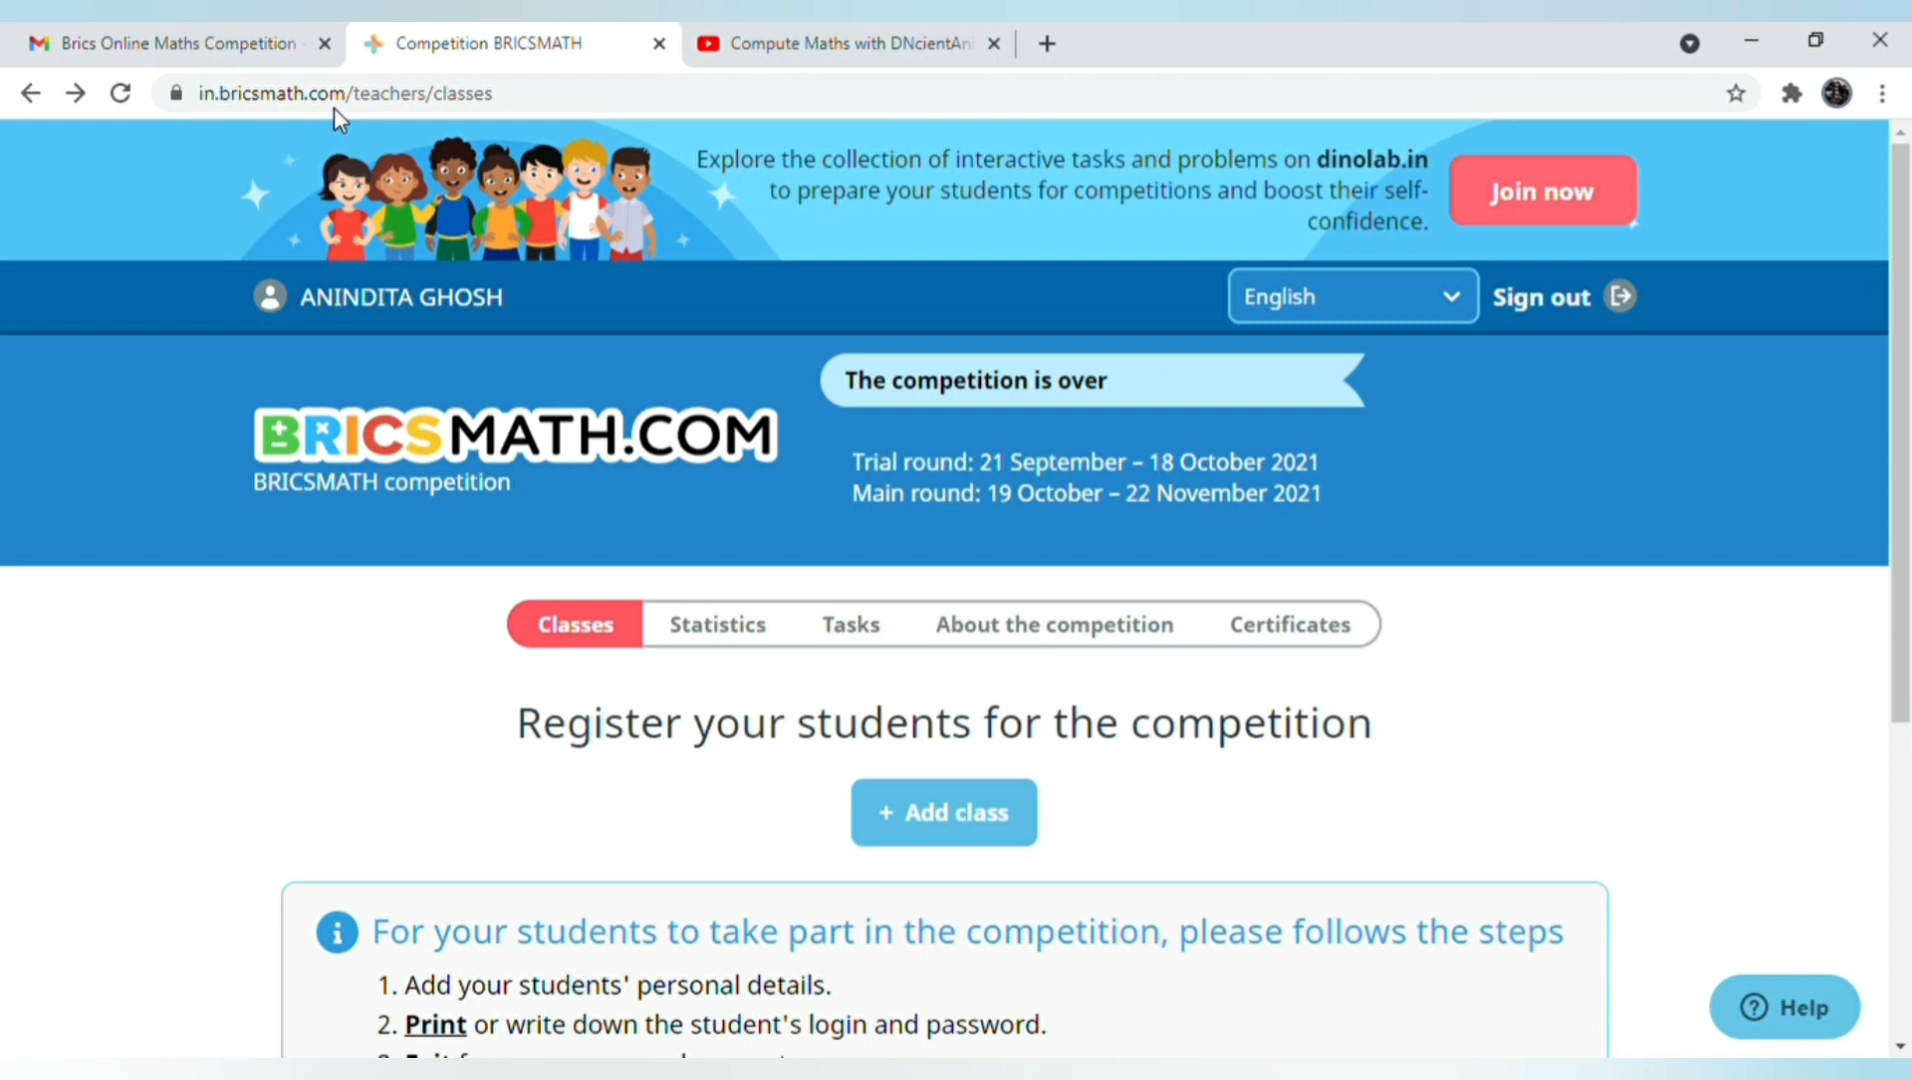 Brics Online Maths Competition -
Competition BRICSMATH
Compute Maths with DNcientAni
in.bricsmath.com/teachers/classes
Explore the collection of interactive tasks and problems on dinolab.in
to prepare your students for competitions and boost their self-
confidence.
Join now
ANINDITA GHOSH
English
Sign out
The competition is over
BRICSMATH.COM
BRICSMATH competition
Trial round: 21 September – 18 October 2021
Main round: 19 October – 22 November 2021
Classes
Statistics
Tasks
About the competition
Certificates
Register your students for the competition
+ Add class
For your students to take part in the competition, please follows the steps
1. Add your students' personal details.
2. Print or write down the student's login and password.
Help